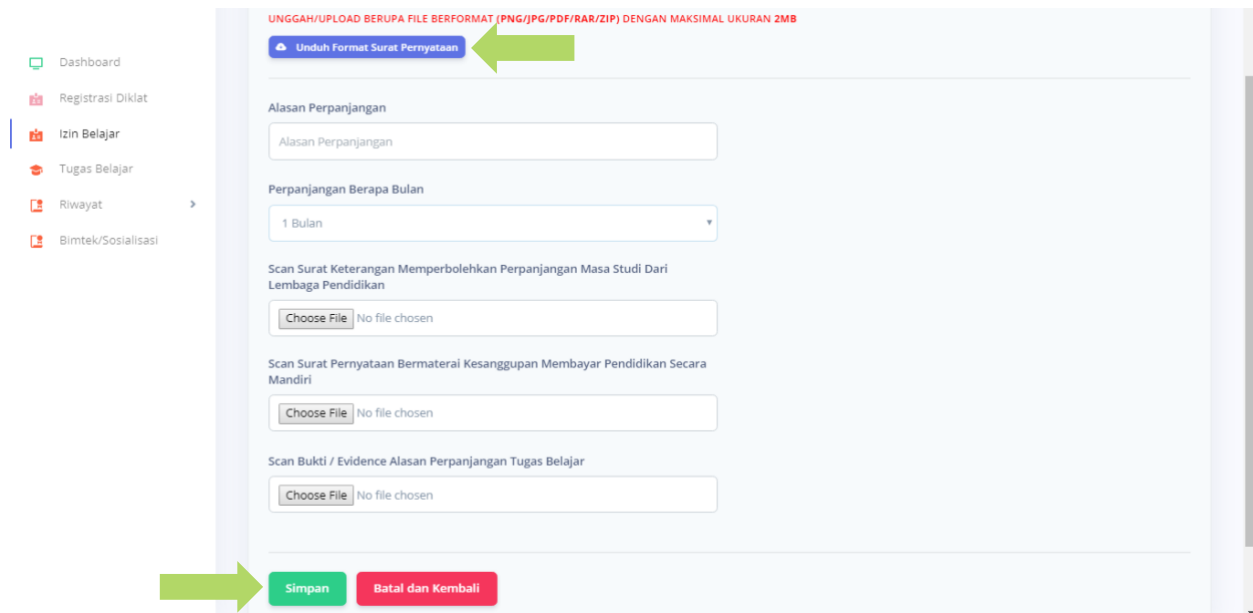 UNGGAH/UPLOAD BERUPA FILE BERFORMAT (PNG/JPG/PDF/RAR/ZIP) DENGAN MAKSIMAL UKURAN 2MB
Unduh Format Surat Pernyataan
Dashboard
Registrasi Diklat
Izin Belajar
Tugas Belajar
Riwayat
Bimtek/Sosialisasi
Alasan Perpanjangan
Alasan Perpanjangan
Perpanjangan Berapa Bulan
1 Bulan
Scan Surat Keterangan Memperbolehkan Perpanjangan Masa Studi Dari
Lembaga Pendidikan
Choose File No file chosen
Scan Surat Pernyataan Bermaterai Kesanggupan Membayar Pendidikan Secara
Mandiri
Choose File No file chosen
Scan Bukti / Evidence Alasan Perpanjangan Tugas Belajar
Choose File No file chosen
Simpan
Batal dan Kembali